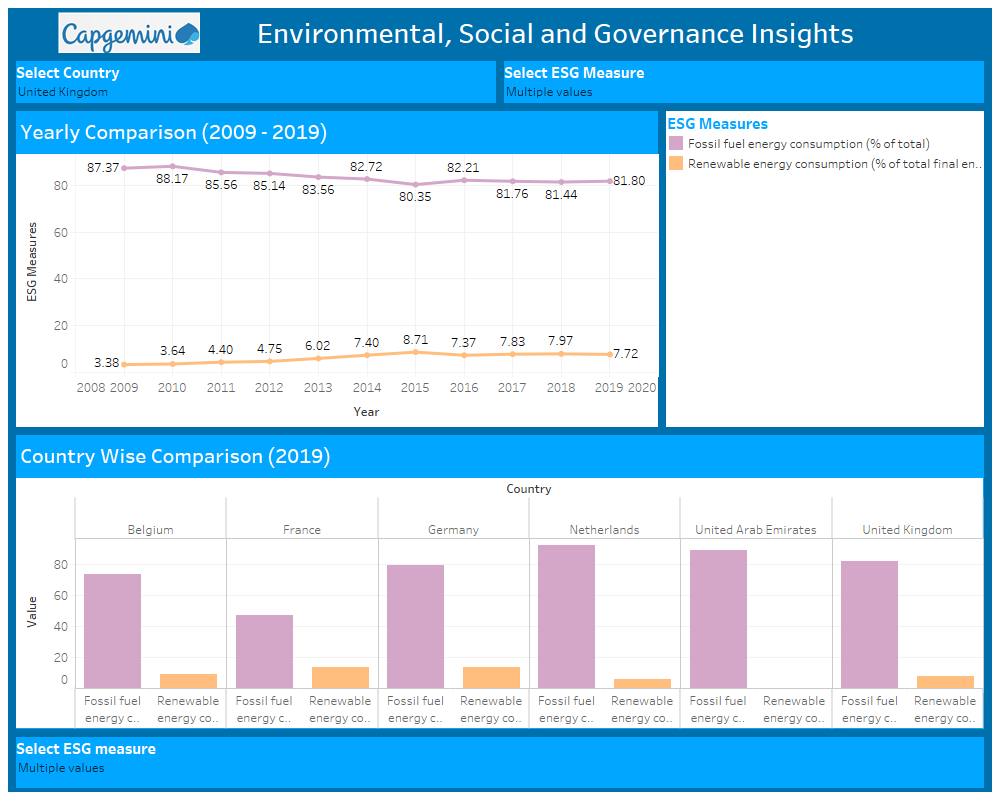 Capgemini
Environmental, Social and Governance Insights
Select Country
United Kingdom
Select ESG Measure
Multiple values
Yearly Comparison (2009 - 2019)
ESG Measures
Fossil fuel energy consumption (% of total)
Renewable energy consumption (% of total final en..
87.37 88.17 85.56 85.14 83.56 82.72 80.35 82.21 81.76 81.44 81.80
3.38 3.64 4.40 4.75 6.02 7.40 8.71 7.37 7.83 7.97 7.72
80
60
40
20
0
ESG Measures
2008 2009 2010 2011 2012 2013 2014 2015 2016 2017 2018 2019 2020
Year
Country Wise Comparison (2019)
Country
Belgium France Germany Netherlands United Arab Emirates United Kingdom
80
60
40
20
0
Value
Fossil fuel Renewable Fossil fuel Renewable Fossil fuel Renewable Fossil fuel Renewable Fossil fuel Renewable Fossil fuel Renewable
energy c.. energy co.. energy c.. energy co.. energy c.. energy co.. energy c.. energy co.. energy c.. energy co.. energy c.. energy co..
Select ESG measure
Multiple values